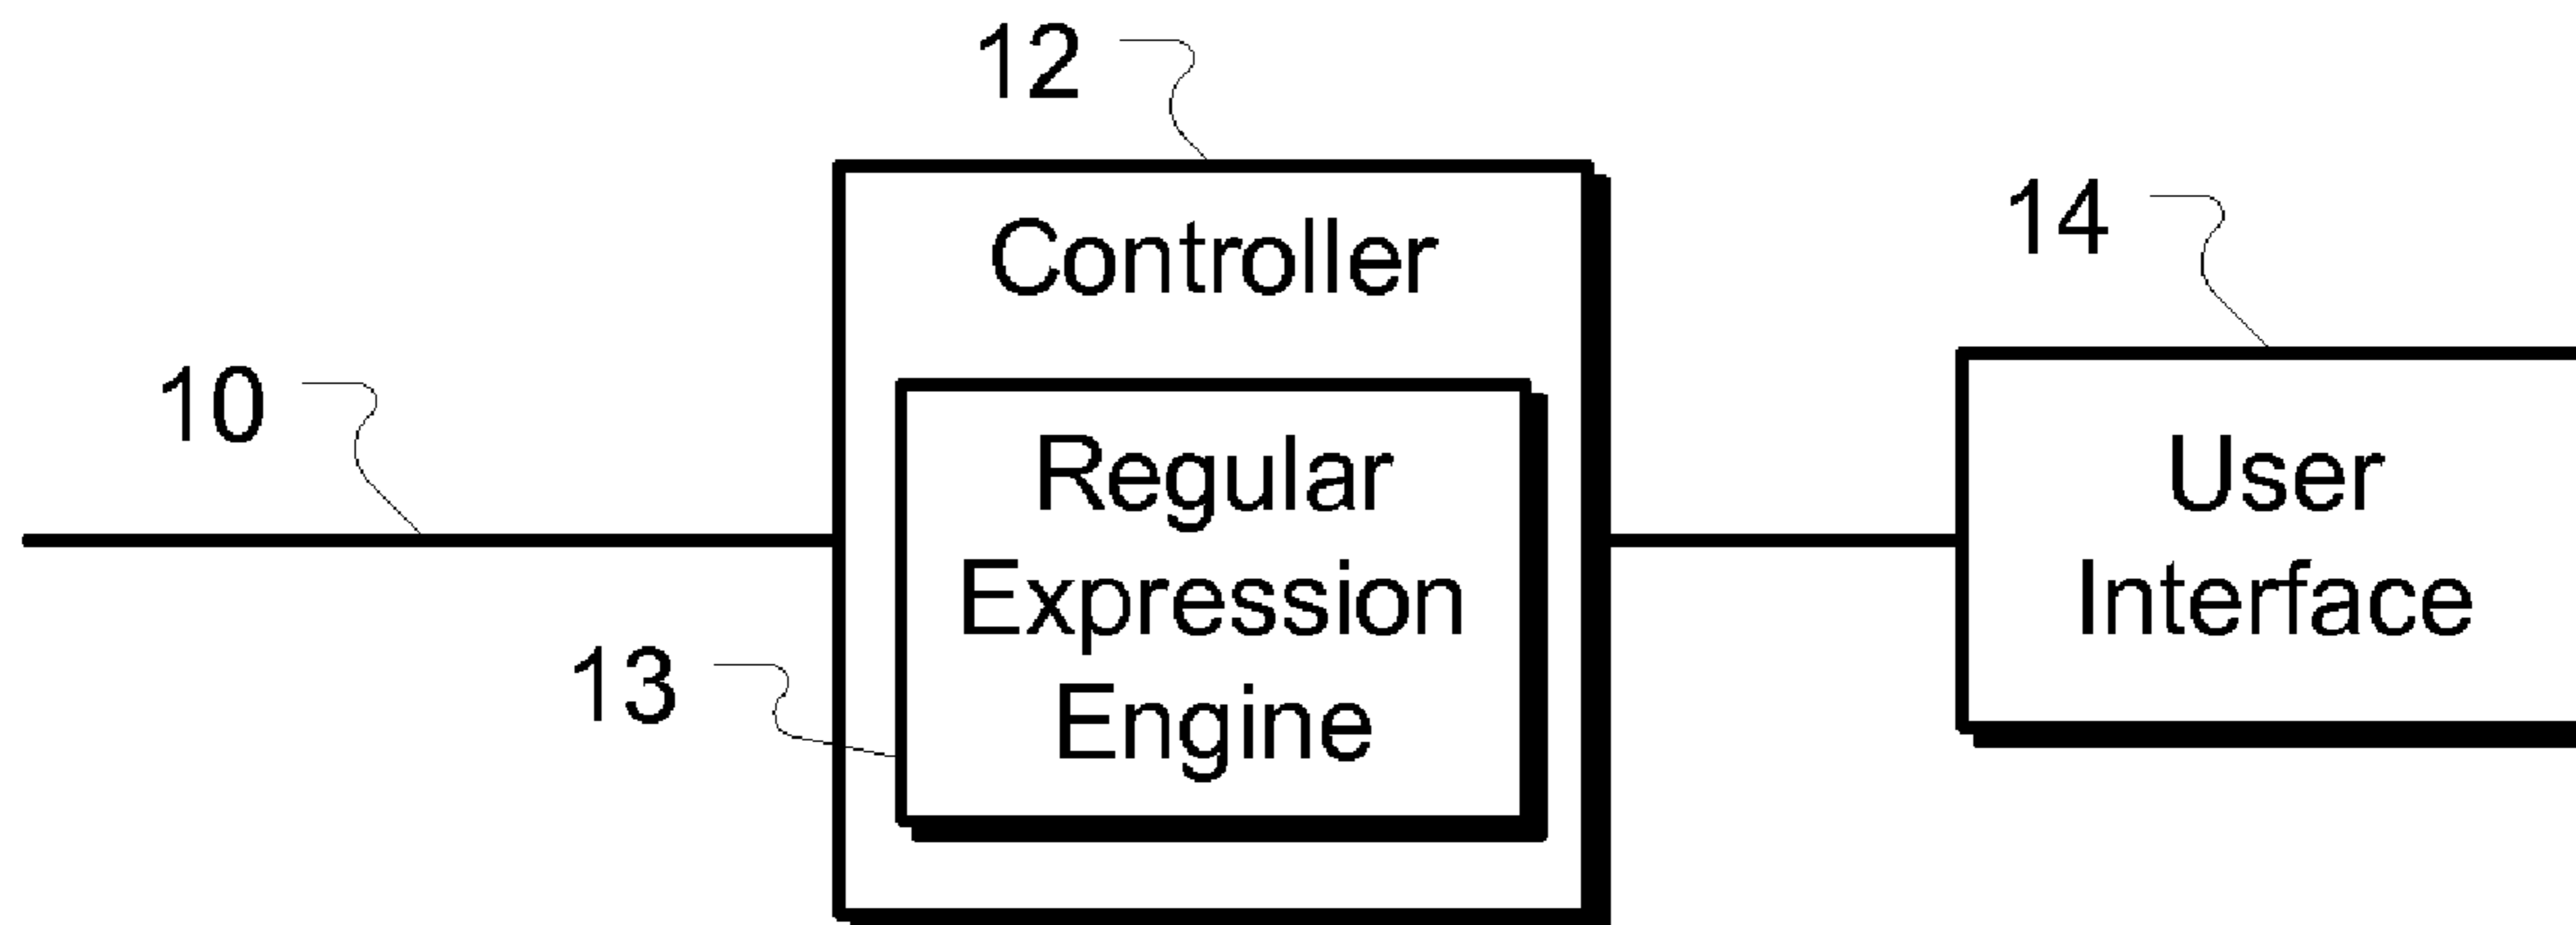 12
Controller
14
10
Regular
Expression
Engine
13
User
Interface